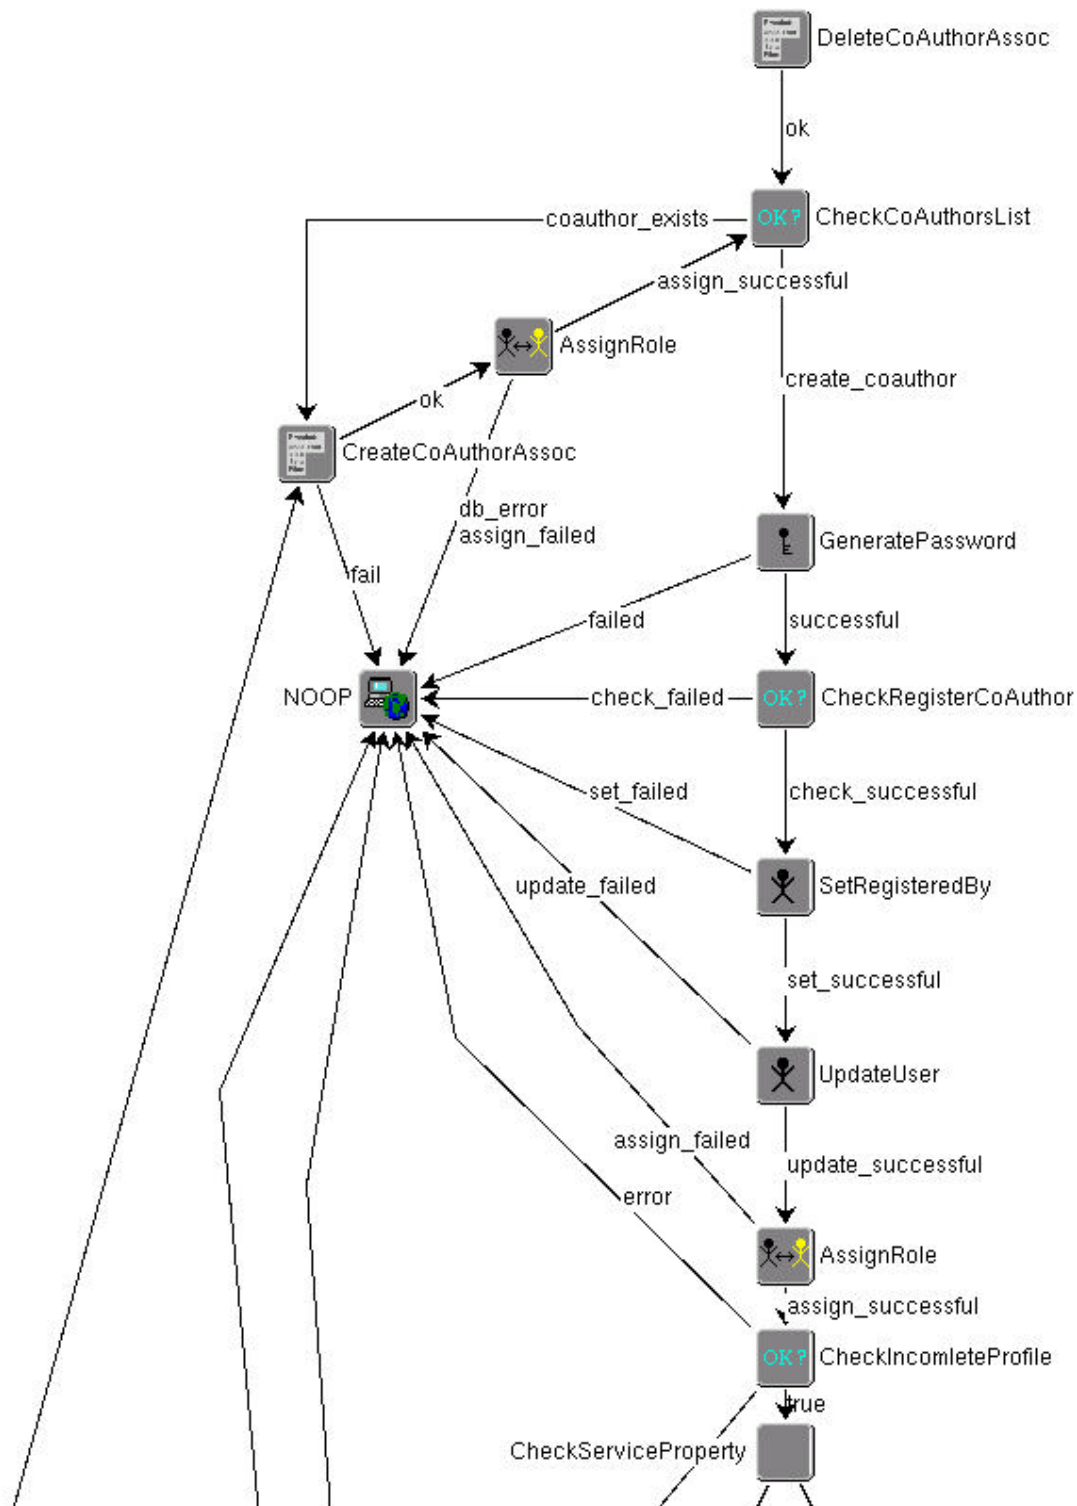 DeleteCoAuthorAssoc
ok
coauthor_exists
OK?
CheckCoAuthorsList
assign_successful
AssignRole
create_coauthor
ok
CreateCoAuthorAssoc
db_error
assign_failed
GeneratePassword
fail
failed
successful
NOOP
check_failed
OK?
CheckRegisterCoAuthor
set_failed
check_successful
update_failed
SetRegisteredBy
set_successful
UpdateUser
assign_failed
update_successful
error
AssignRole
assign_successful
OK?
CheckIncomleteProfile
true
CheckServiceProperty